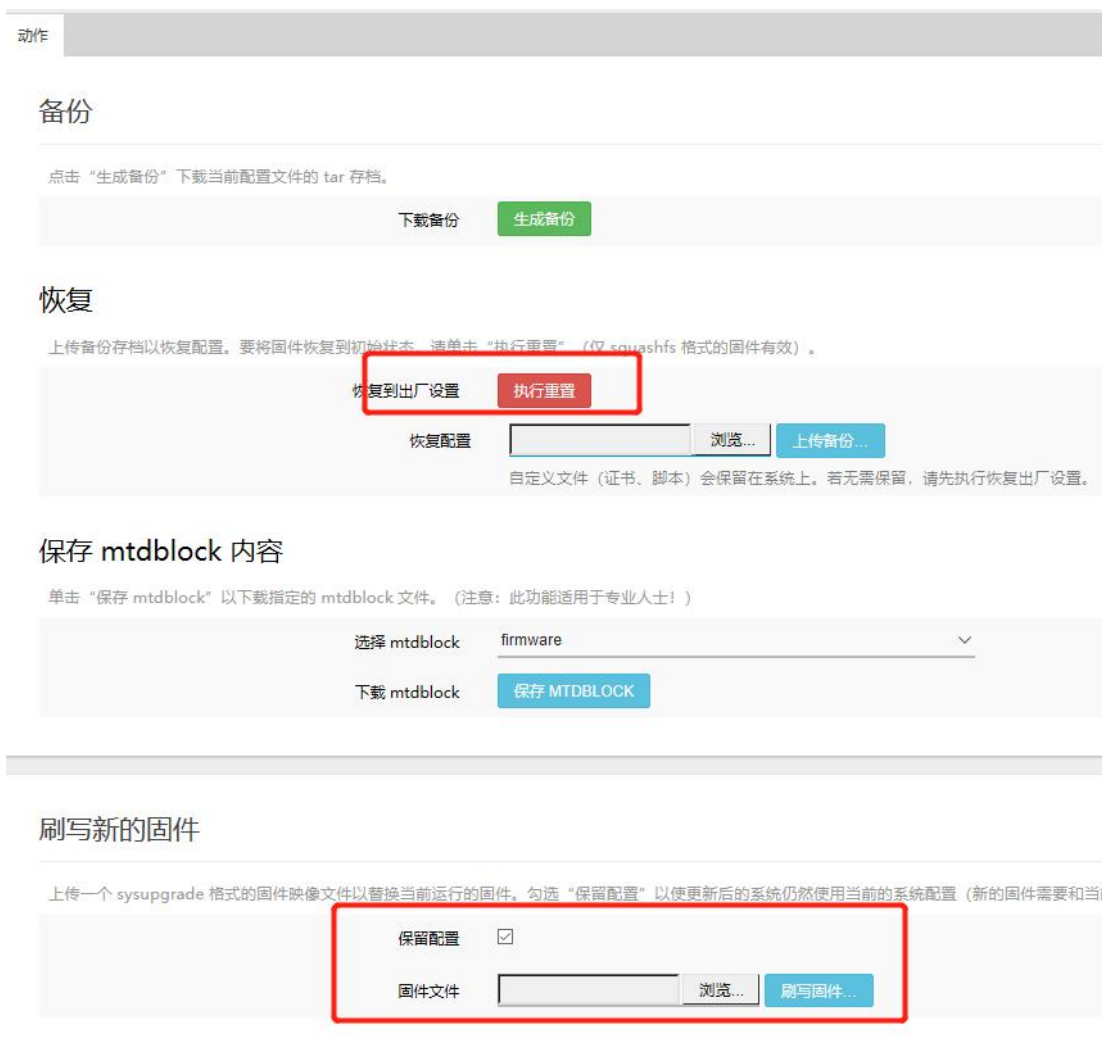 动作
备份
点击“生成备份”下载当前配置文件的 tar 存档。
下载备份 生成备份
恢复
上传备份存档以恢复配置。要将固件恢复到初始状态，请单击“执行重置”（仅 squashfs 格式的固件有效）。
恢复到出厂设置 执行重置
恢复配置 浏览... 上传备份...
自定义文件（证书、脚本）会保留在系统上。若无需保留，请先执行恢复出厂设置。
保存 mtdblock 内容
单击“保存 mtdblock”以下载指定的 mtdblock 文件。（注意：此功能适用于专业人士！）
选择 mtdblock firmware
下载 mtdblock 保存 MTDBLOCK
刷写新的固件
上传一个 sysupgrade 格式的固件映像文件以替换当前运行的固件。勾选“保留配置”以使更新后的系统仍然使用当前的系统配置（新的固件需要和当
保留配置
固件文件 浏览... 刷写固件...